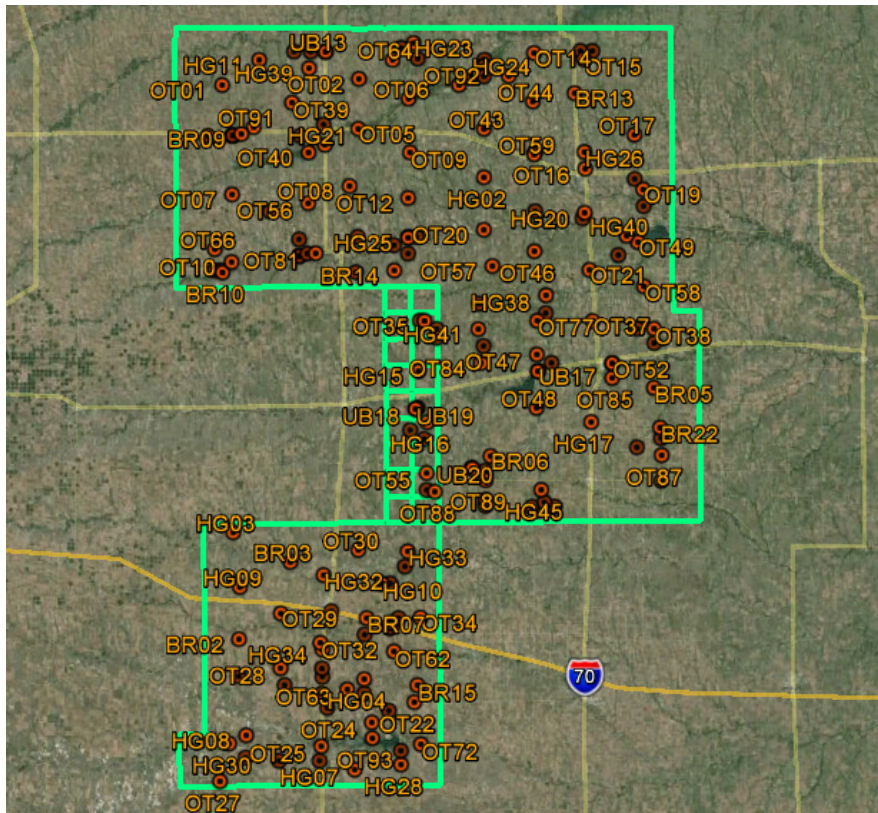 UB13
OT64
HG23
OT14
HG11
HG39
HG24
OT15
OT01
OT02
OT06
OT92
OT44
BR13
OT91
OT39
OT43
OT17
BR09
HG21
OT05
OT59
OT40
OT09
HG26
OT16
OT07
OT08
OT12
HG02
OT19
OT56
HG20
HG40
OT66
HG25
OT20
OT49
OT10
OT81
BR14
OT57
OT46
OT21
BR10
OT58
HG38
OT35
HG41
OT77
OT37
OT38
HG15
OT84
OT47
UB17
OT52
BR05
UB18
UB19
OT48
OT85
HG16
HG17
BR22
OT55
UB20
BR06
OT87
OT88
OT89
HG45
HG03
BR03
OT30
HG33
HG09
HG32
HG10
OT29
BR07
OT34
BR02
OT32
OT62
HG34
OT28
OT63
HG04
BR15
HG08
OT24
OT22
OT25
OT93
OT72
HG30
HG07
HG28
OT27
70